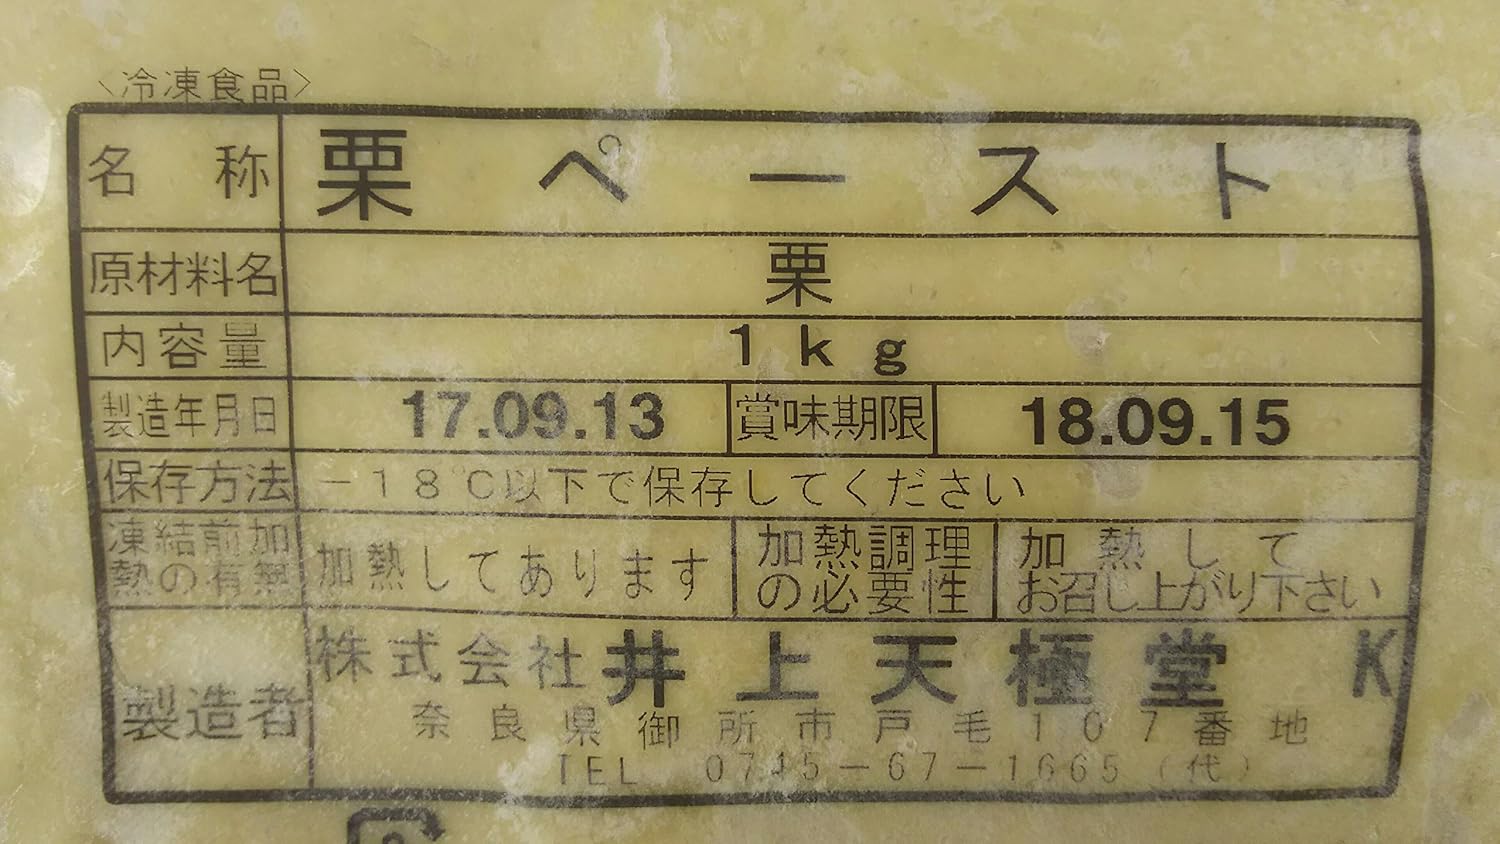 〈冷凍食品〉
名称 栗ペースト
原材料名 栗
内容量 1kg
製造年月日 17.09.13 賞味期限 18.09.15
保存方法 －18℃以下で保存してください
凍結前加熱の有無 加熱してあります 加熱調理の必要性 加熱してお召し上がり下さい
製造者 株式会社井上天極堂 K
奈良県御所市戸毛107番地
TEL 0745－67－1665（代）